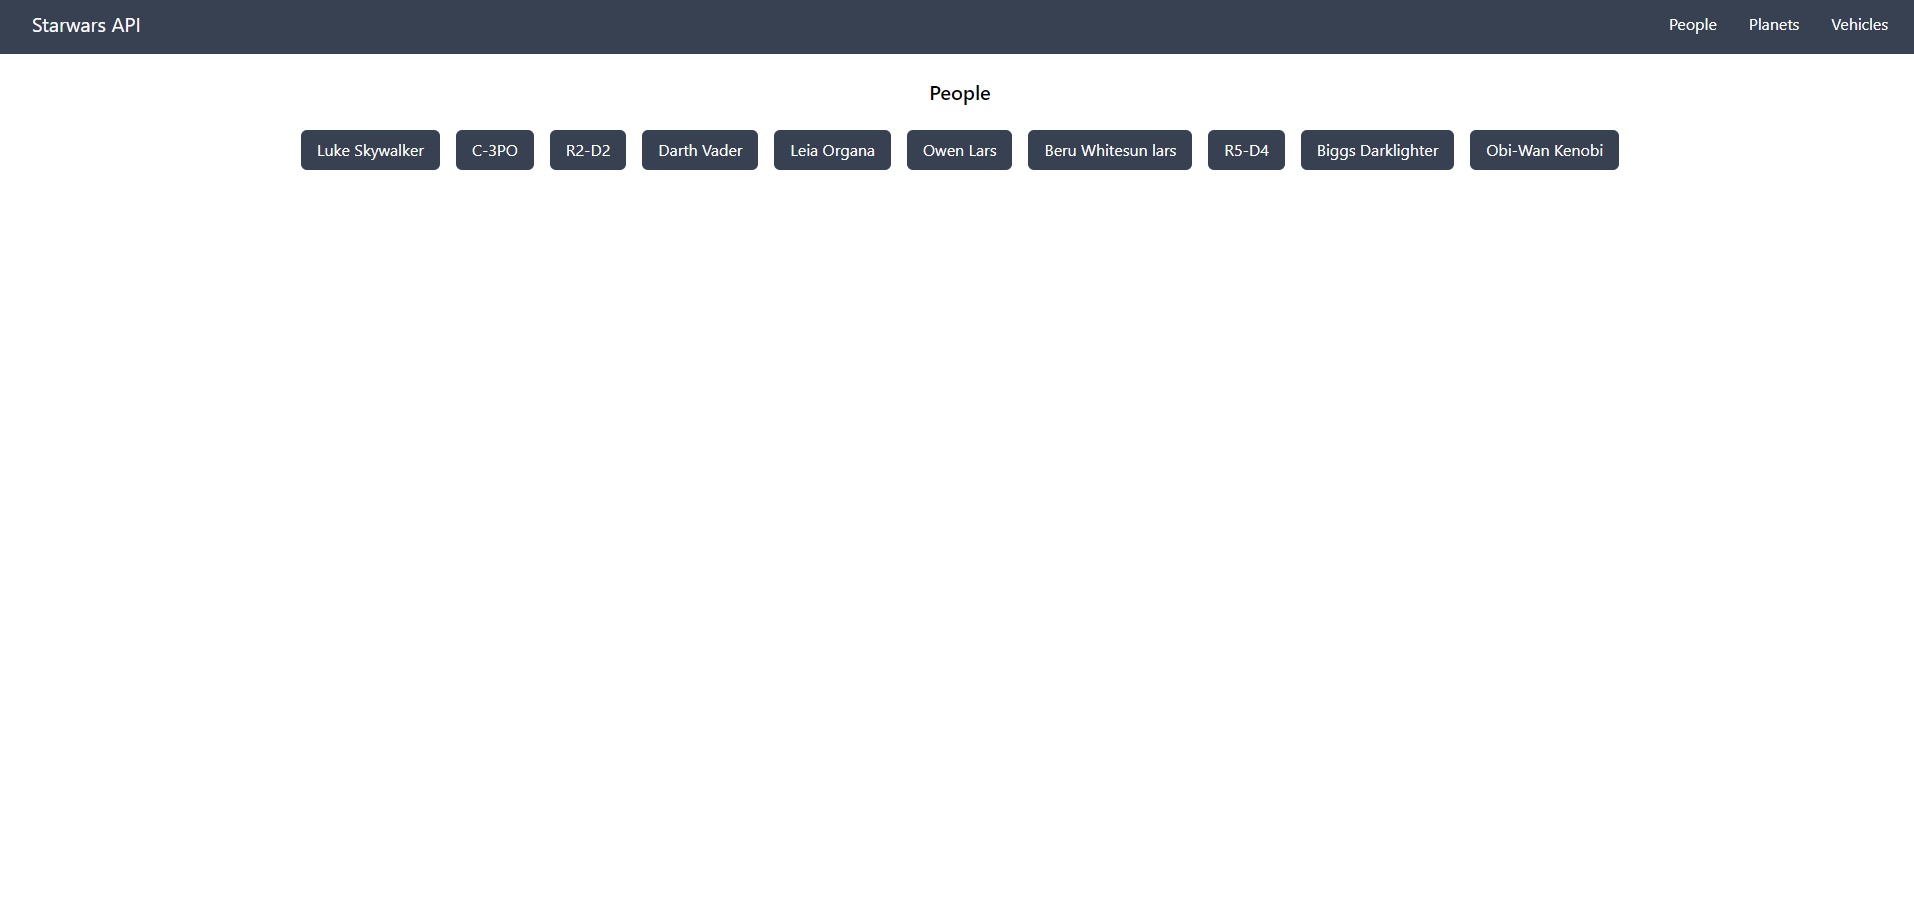 Starwars API People Planets Vehicles
People
Luke Skywalker C-3PO R2-D2 Darth Vader Leia Organa Owen Lars Beru Whitesun lars R5-D4 Biggs Darklighter Obi-Wan Kenobi